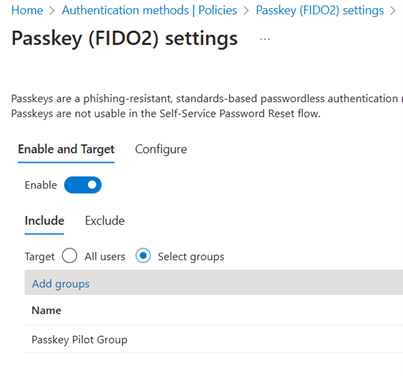 Home > Authentication methods | Policies > Passkey (FIDO2) settings >
Passkey (FIDO2) settings ...
Passkeys are a phishing-resistant, standards-based passwordless authentication
Passkeys are not usable in the Self-Service Password Reset flow.
Enable and Target Configure
Enable
Include Exclude
Target All users Select groups
Add groups
Name
Passkey Pilot Group